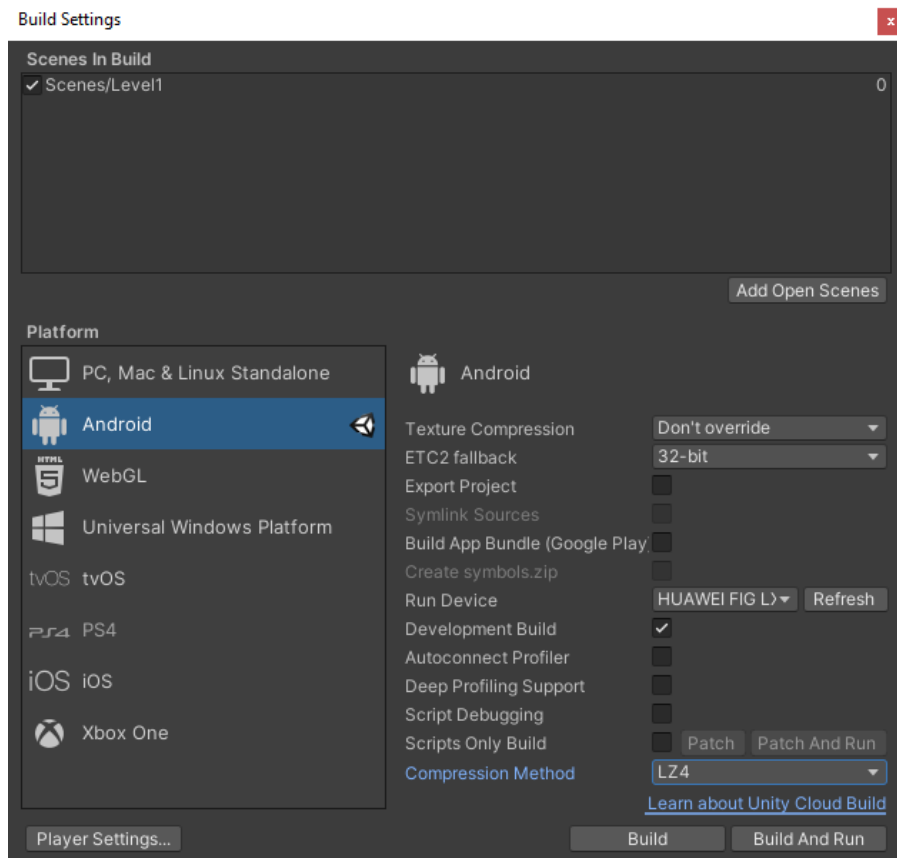 Build Settings
x
Scenes In Build
Scenes/Level1 0
Add Open Scenes
Platform
PC, Mac & Linux Standalone
Android
HTML
5
WebGL
Universal Windows Platform
tvOS tvOS
PS4 PS4
iOS iOS
Xbox One
Android
Texture Compression Don't override
ETC2 fallback 32-bit
Export Project
Symlink Sources
Build App Bundle (Google Play)
Create symbols.zip
Run Device HUAWEI FIG Refresh
Development Build
Autoconnect Profiler
Deep Profiling Support
Script Debugging
Scripts Only Build Patch Patch And Run
Compression Method LZ4
Learn about Unity Cloud Build
Player Settings... Build Build And Run